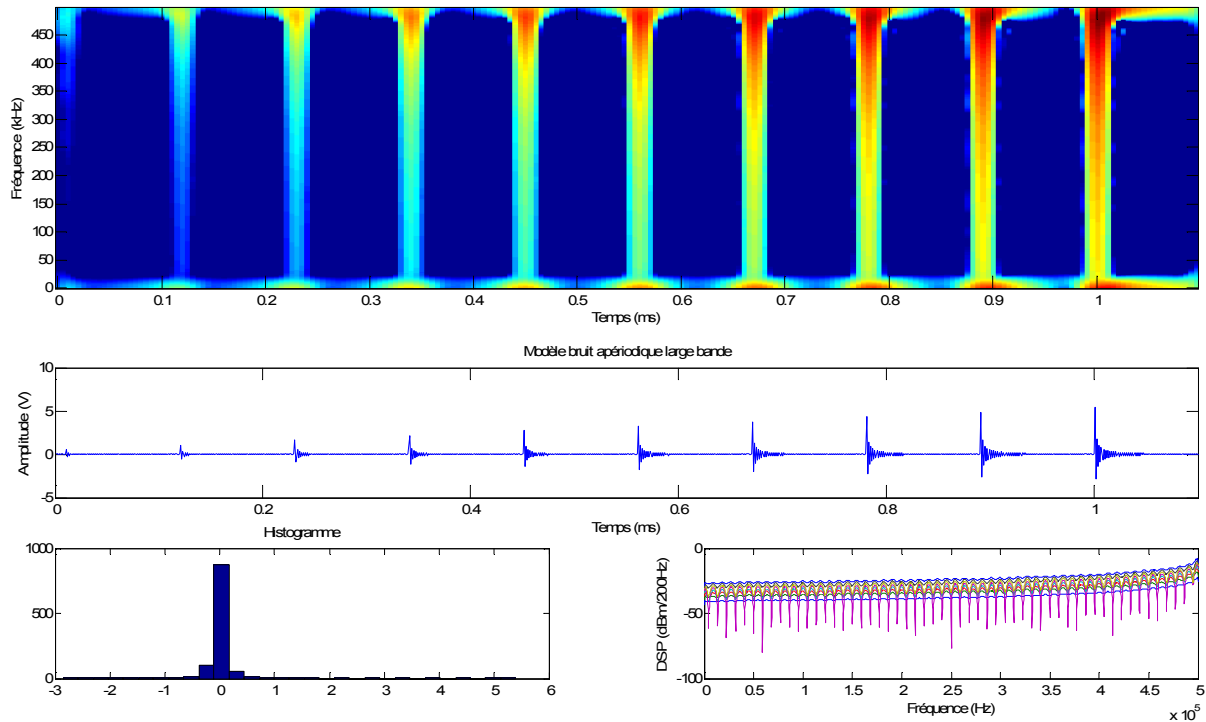 450
400
350
300
250
200
150
100
50
0
Fréquence (kHz)
0 0.1 0.2 0.3 0.4 0.5 0.6 0.7 0.8 0.9 1
Temps (ms)
Modèle bruit apériodique large bande
10
5
0
-5
Amplitude (V)
0 0.2 0.4 0.6 0.8 1
Temps (ms)
Histogramme
1000
500
0
-3 -2 -1 0 1 2 3 4 5 6
0
-50
-100
DSP (dBm/200Hz)
0 0.5 1 1.5 2 2.5 3 3.5 4 4.5 5
Fréquence (Hz)
x 10^5